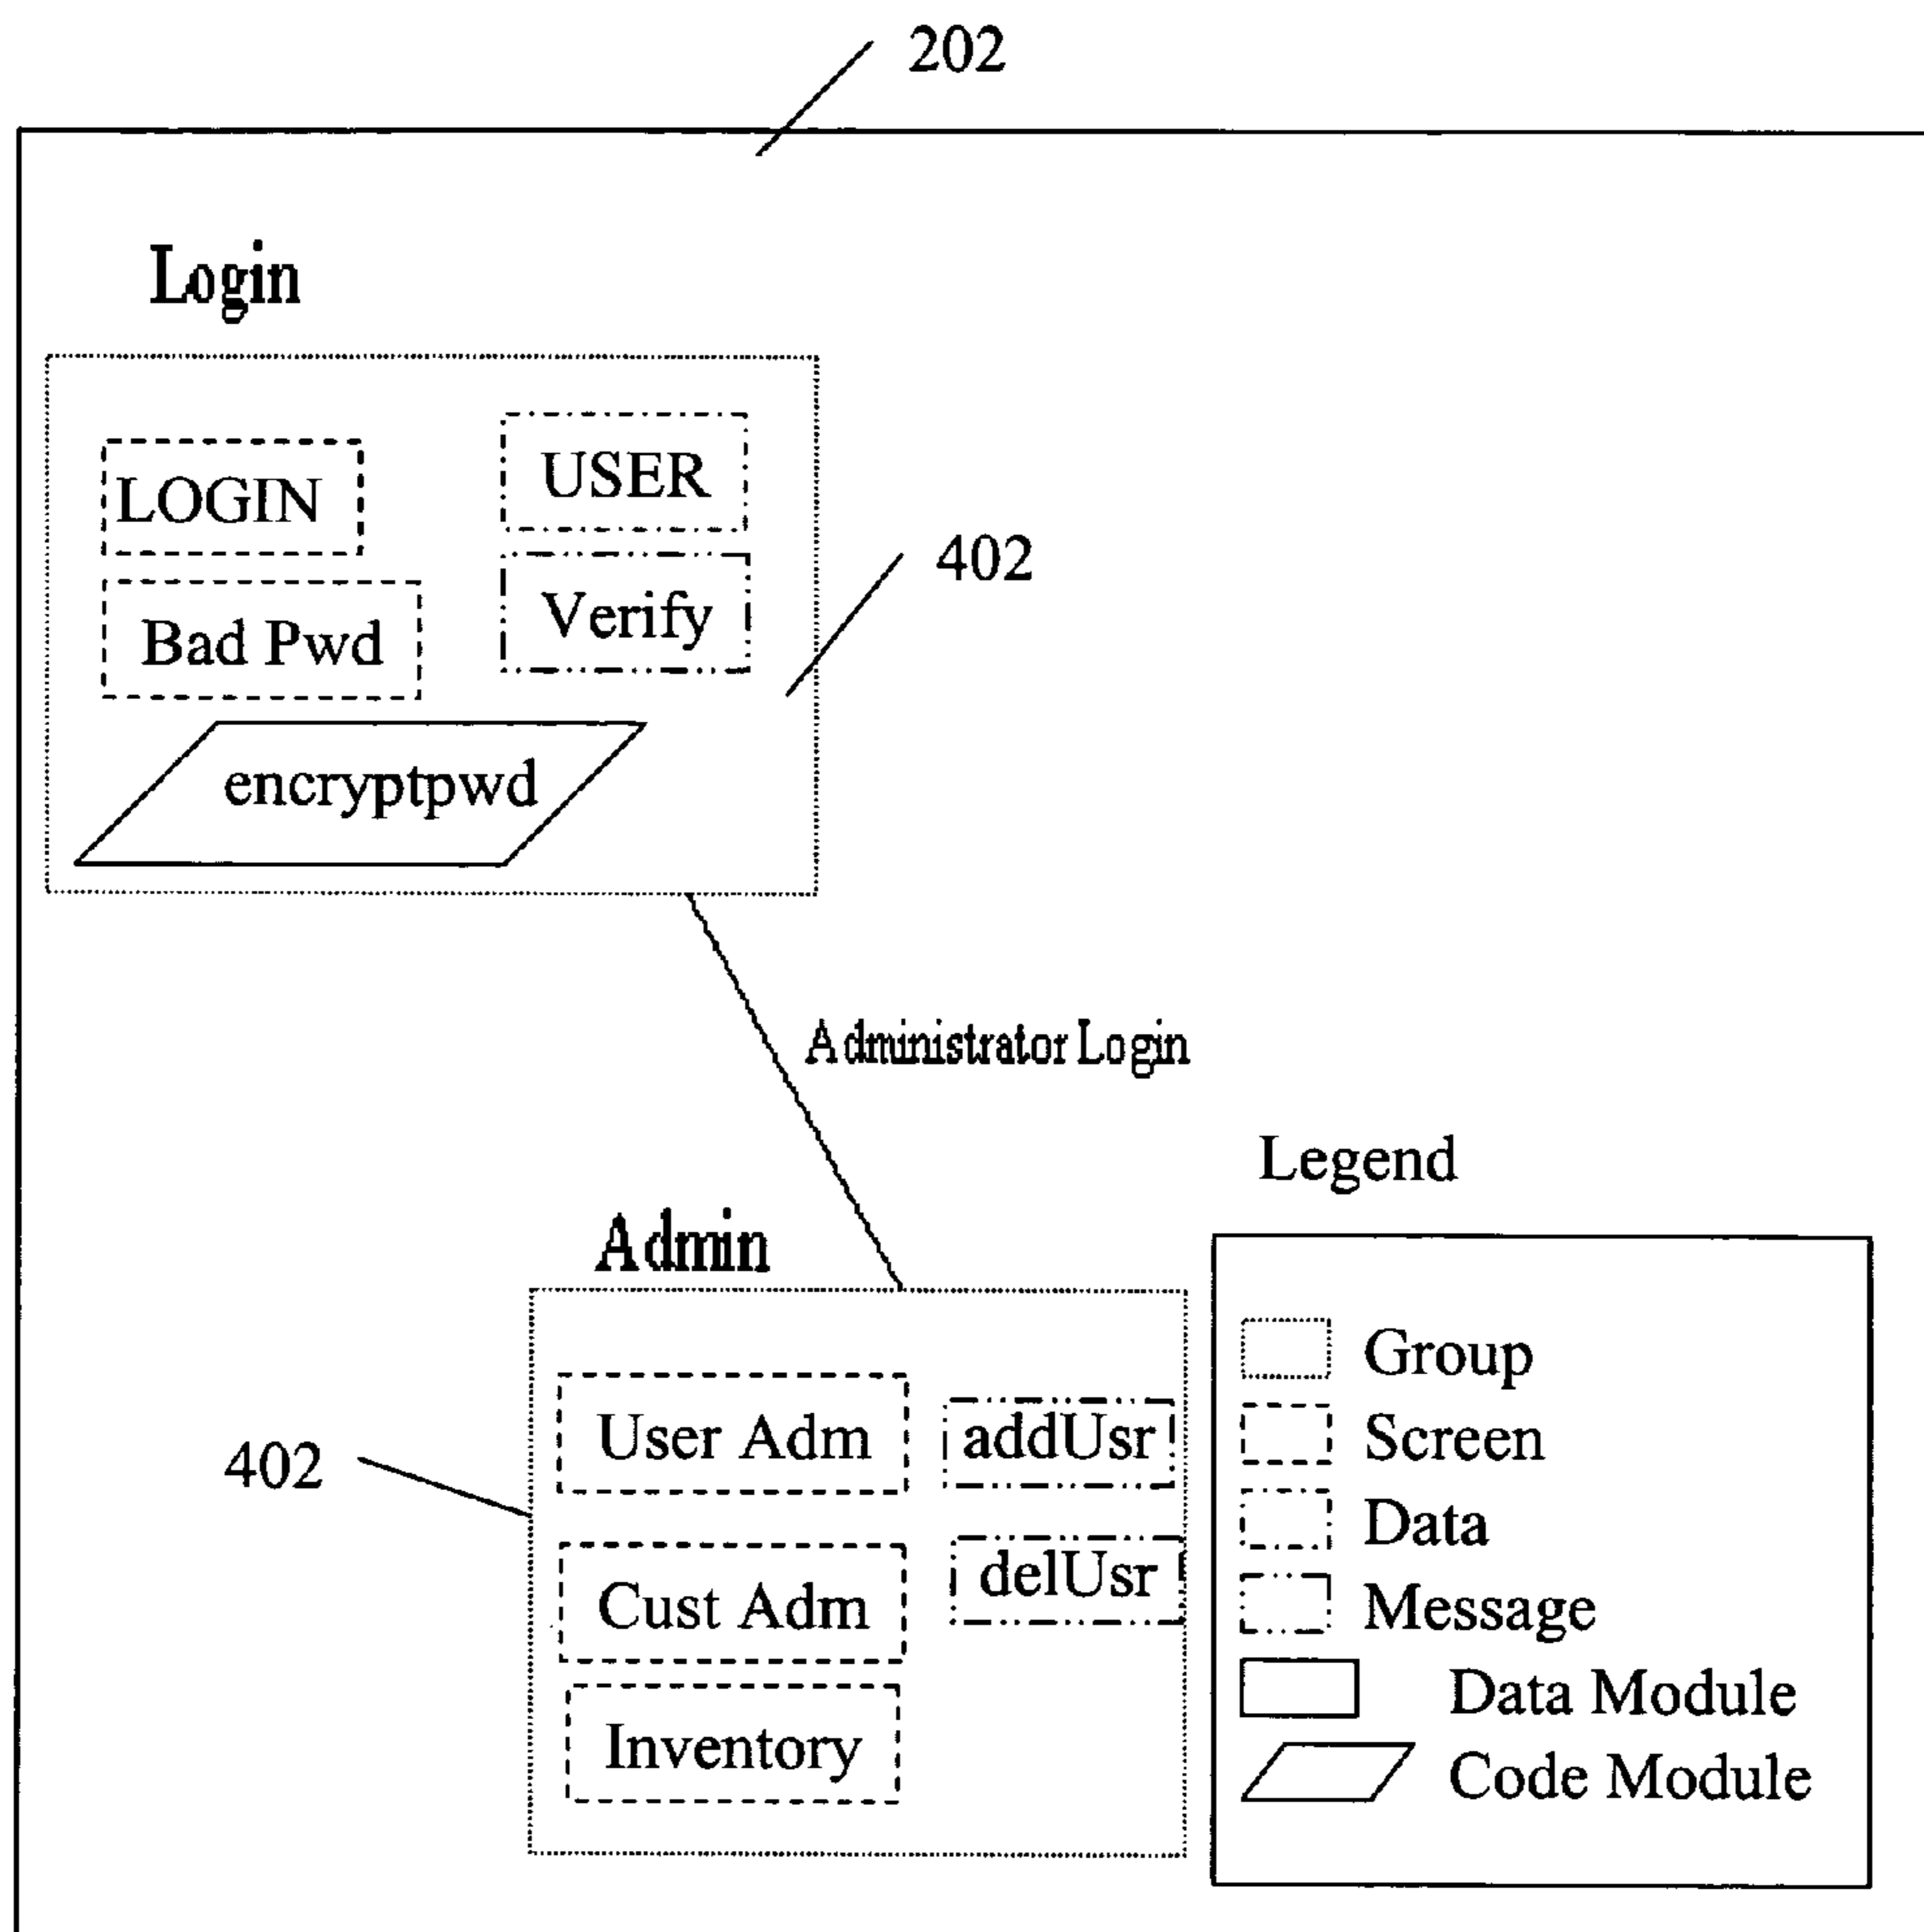 202
Login
LOGIN
USER
Bad Pwd
Verify
402
encryptpwd
Administrator Login
Admin
402
User Adm
addUsr
Cust Adm
delUsr
Inventory
Legend
Group
Screen
Data
Message
Data Module
Code Module